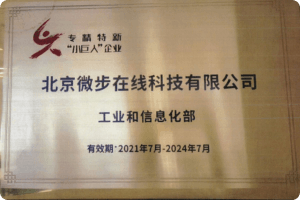 专精特新
“小巨人”企业
北京微步在线科技有限公司
工业和信息化部
有效期:2021年7月-2024年7月